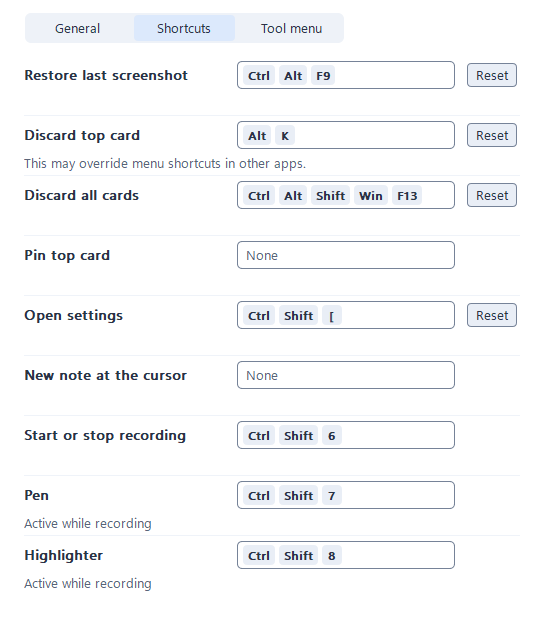 General Shortcuts Tool menu
Restore last screenshot Ctrl Alt F9 Reset
Discard top card Alt K Reset
This may override menu shortcuts in other apps.
Discard all cards Ctrl Alt Shift Win F13 Reset
Pin top card None
Open settings Ctrl Shift [ Reset
New note at the cursor None
Start or stop recording Ctrl Shift 6
Pen Ctrl Shift 7
Active while recording
Highlighter Ctrl Shift 8
Active while recording